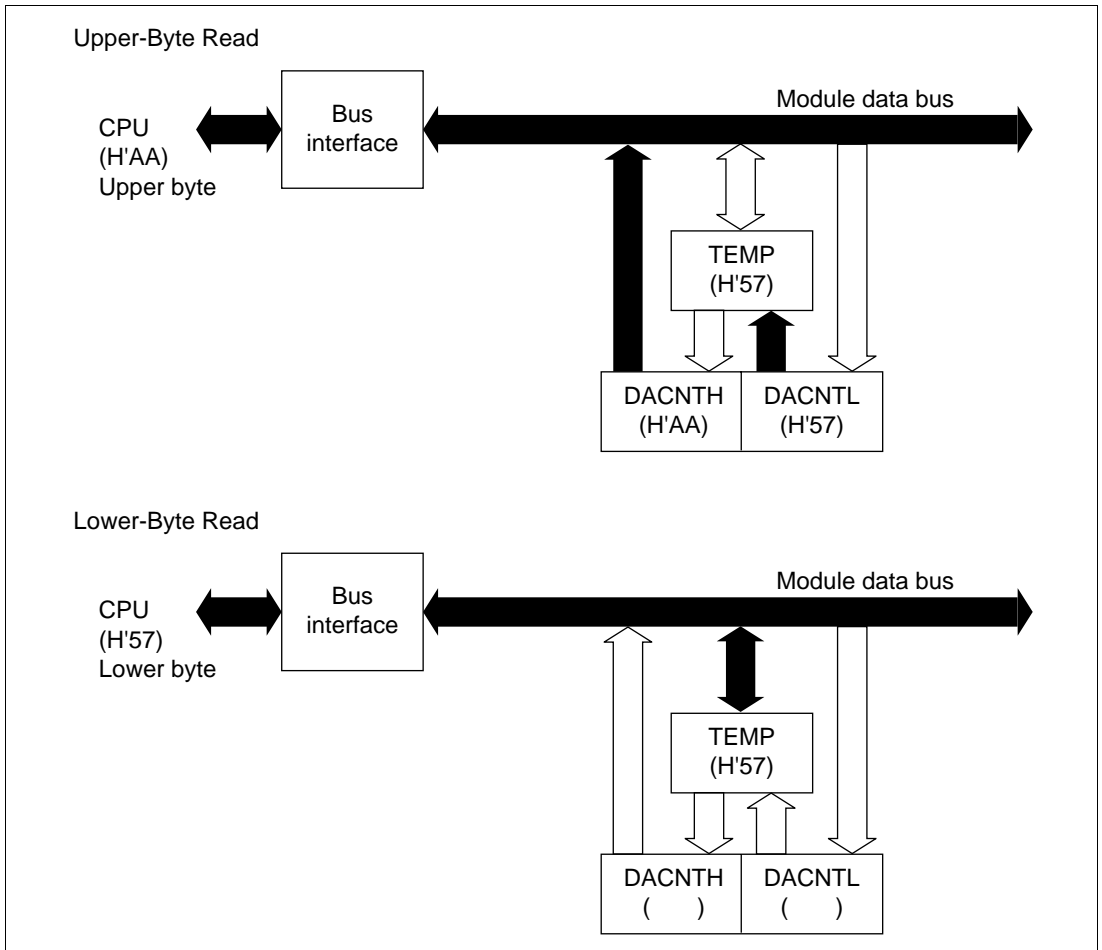 Upper-Byte Read
Module data bus
Bus
interface
CPU
(H'AA)
Upper byte
TEMP
(H'57)
DACNTH
(H'AA)
DACNTL
(H'57)
Lower-Byte Read
Module data bus
Bus
interface
CPU
(H'57)
Lower byte
TEMP
(H'57)
DACNTH
( )
DACNTL
( )